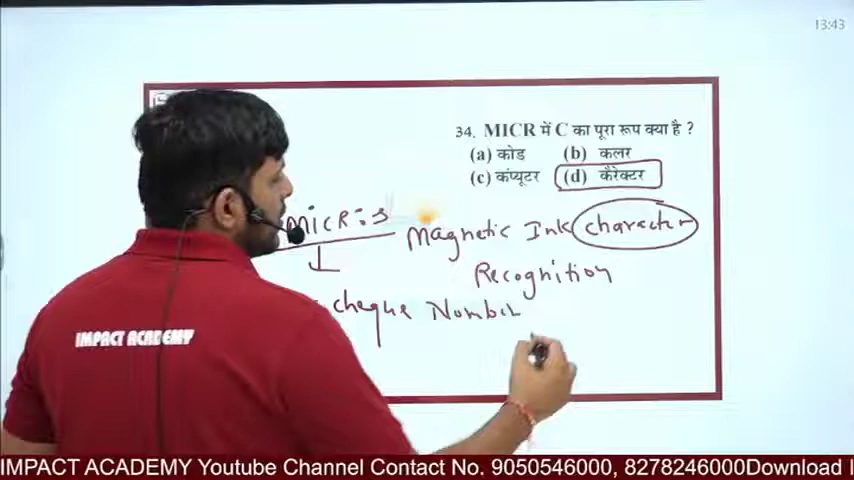 13:43
34. MICR में C का पूरा रूप क्या है ?
(a) कोड (b) कलर
(c) कंप्यूटर (d) कैरेक्टर
MICR:→ Magnetic Ink character
Recognition
cheque Number
IMPACT ACADEMY
IMPACT ACADEMY Youtube Channel Contact No. 9050546000, 8278246000Download